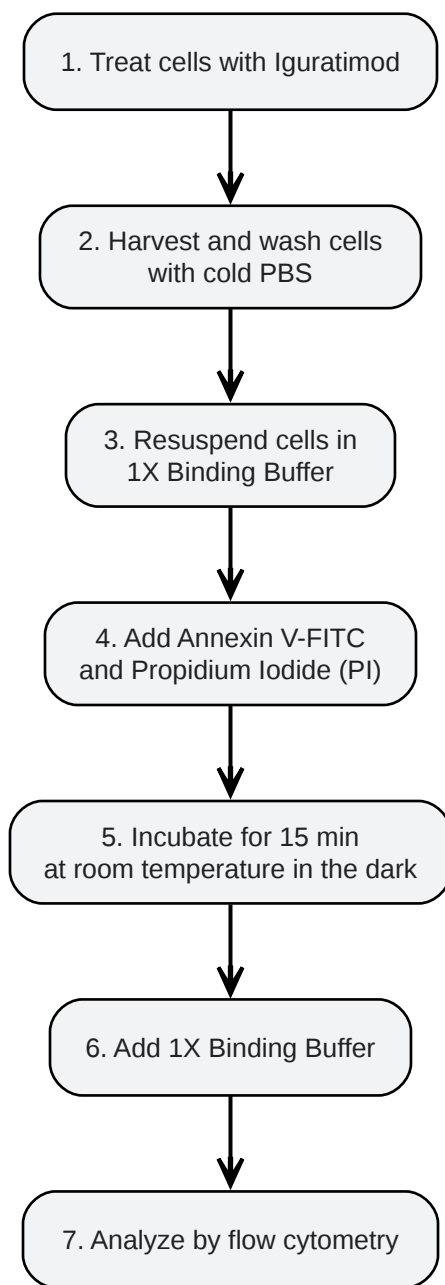 1. Treat cells with Iguratimod
2. Harvest and wash cells
with cold PBS
3. Resuspend cells in
1X Binding Buffer
4. Add Annexin V-FITC
and Propidium Iodide (PI)
5. Incubate for 15 min
at room temperature in the dark
6. Add 1X Binding Buffer
7. Analyze by flow cytometry